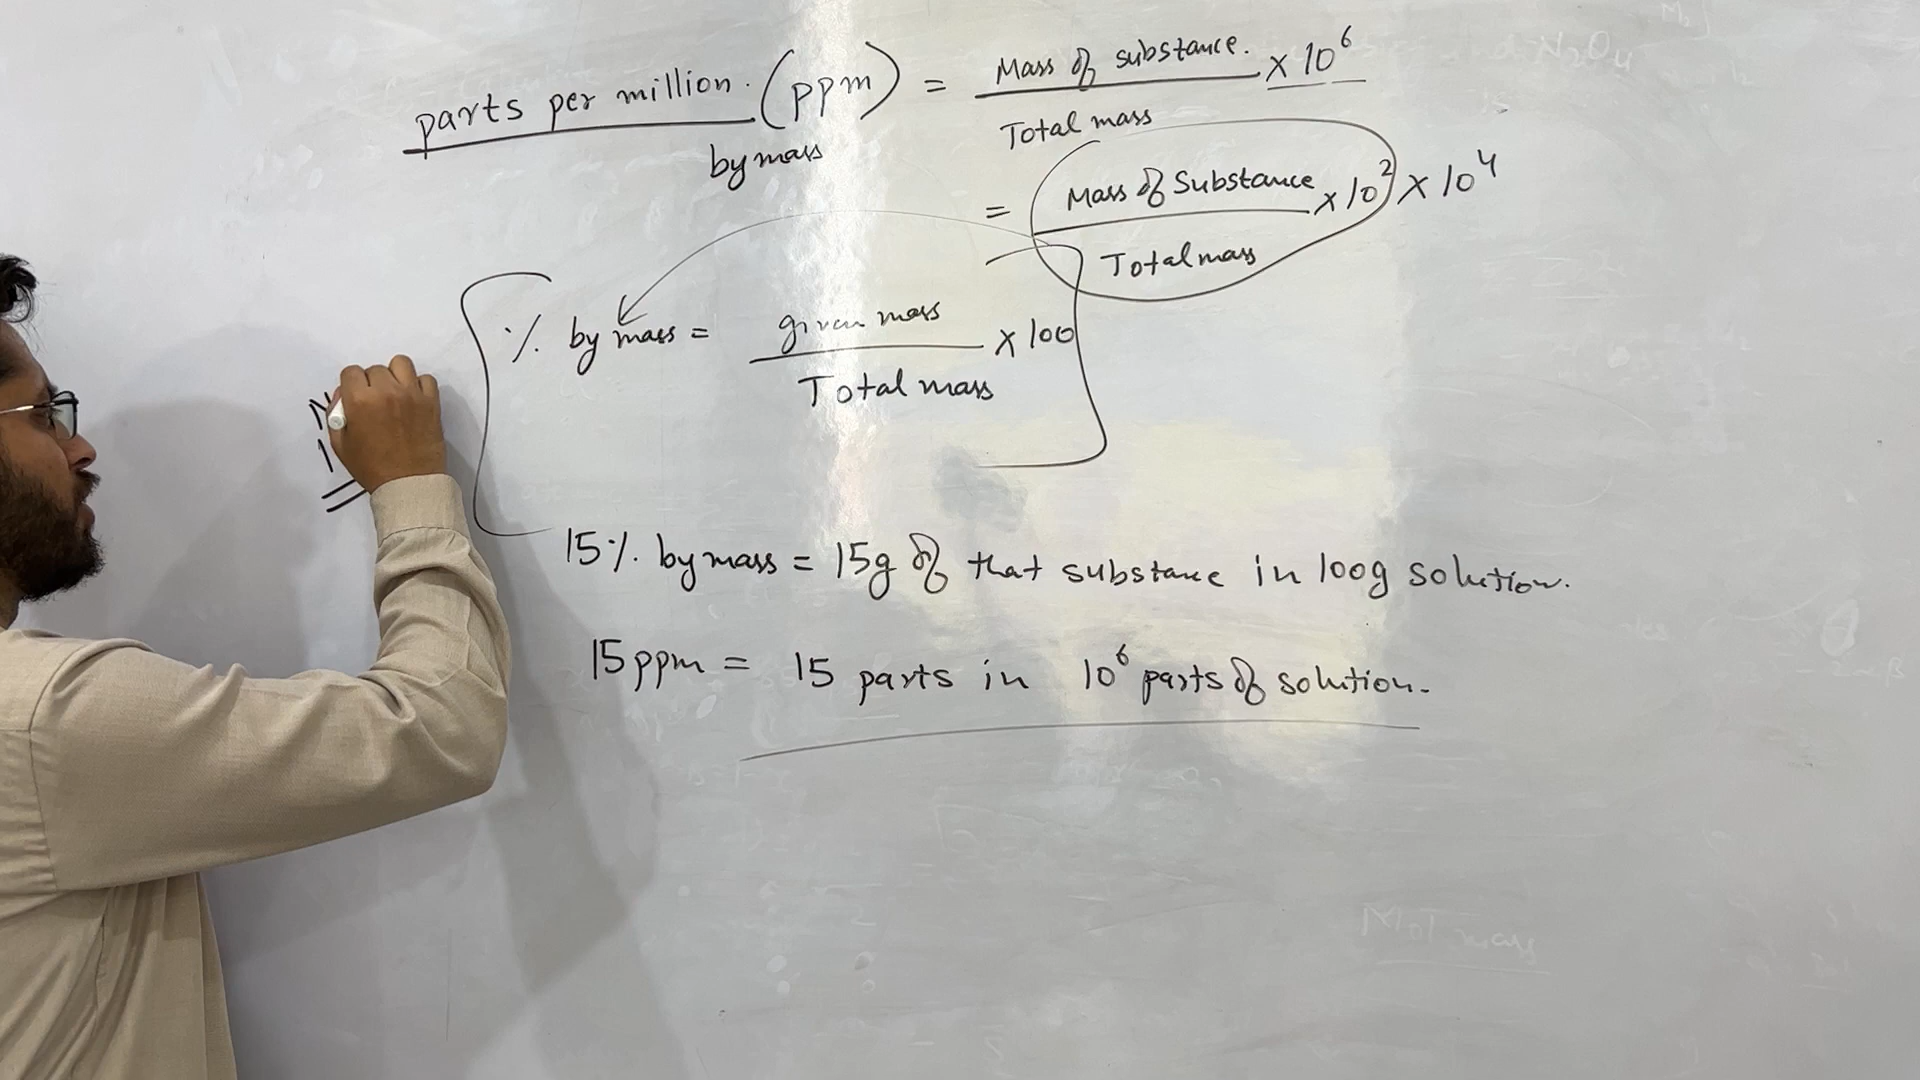 parts per million. (ppm) = Mass of substance. × 10⁶
Total mass
by mass
= Mass of Substance × 10² × 10⁴
Total mass
% by mass = given mass × 100
Total mass
15% by mass = 15g of that substance in 100g solution.
15 ppm = 15 parts in 10⁶ parts of solution.